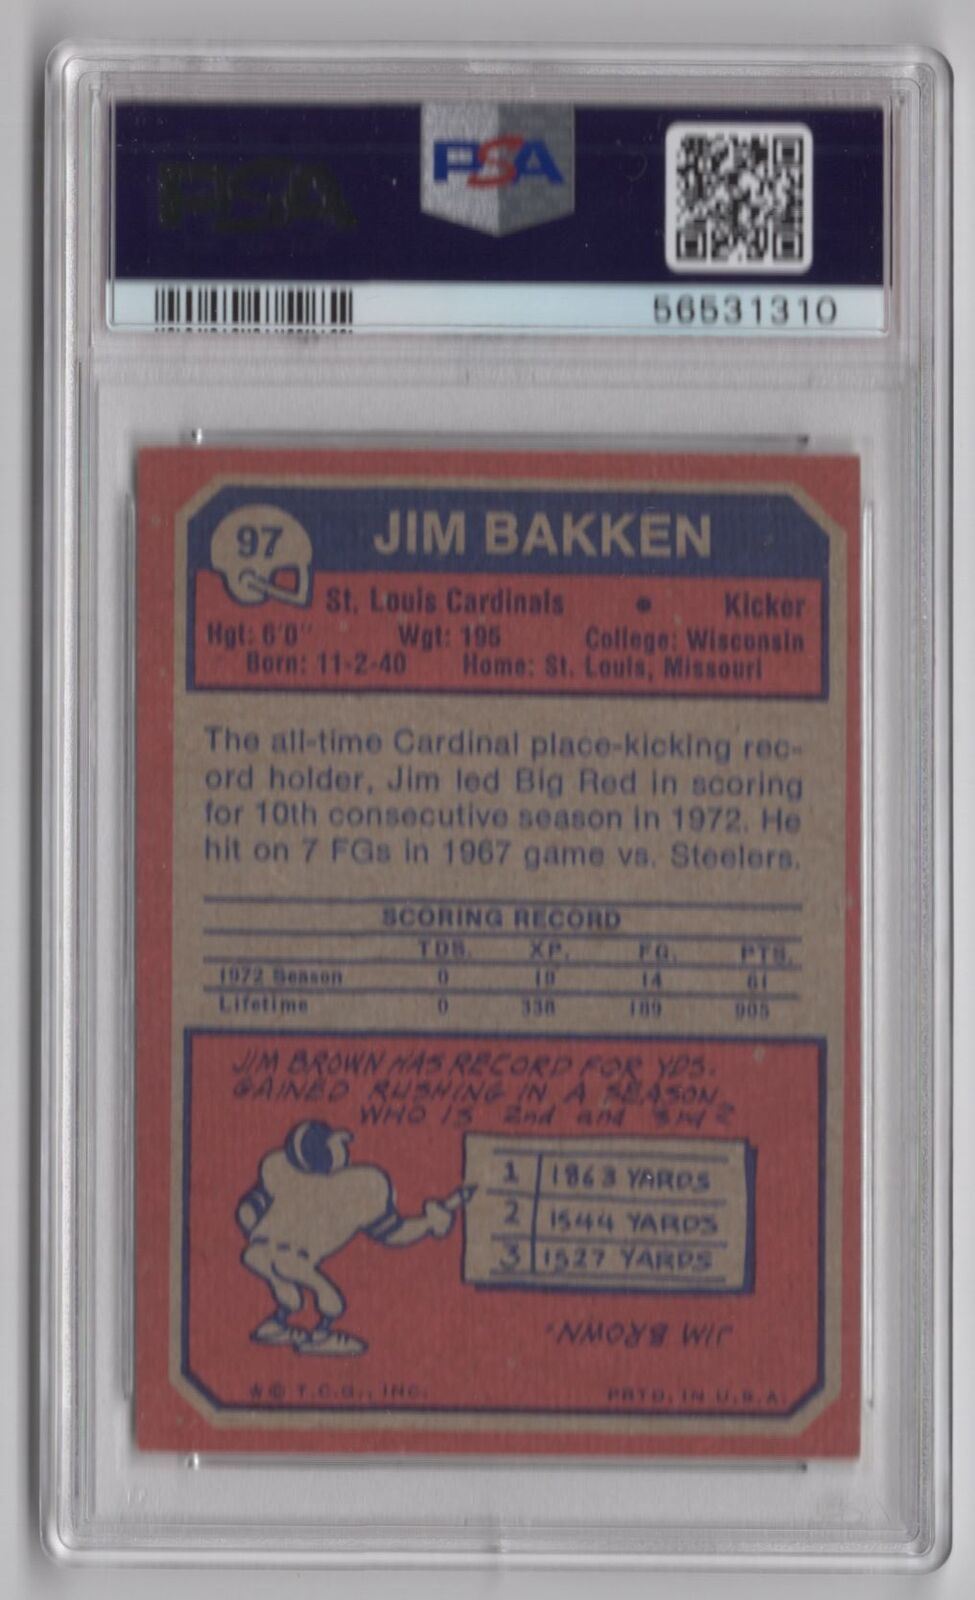 PSA
PSA
56531310
97
JIM BAKKEN
St. Louis Cardinals • Kicker
Hgt: 6'0" Wgt: 195 College: Wisconsin
Born: 11-2-40 Home: St. Louis, Missouri
The all-time Cardinal place-kicking rec-
ord holder, Jim led Big Red in scoring
for 10th consecutive season in 1972. He
hit on 7 FGs in 1967 game vs. Steelers.
SCORING RECORD
TDS. XP. FG. PTS.
1972 Season 0 19 14 61
Lifetime 0 338 189 905
JIM BROWN HAS RECORD FOR YDS.
GAINED RUSHING IN A SEASON.
WHO IS 2nd and 3rd?
1 1863 YARDS
2 1544 YARDS
3 1527 YARDS
JIM BROWN.
© T.C.G., INC. PRTD. IN U.S.A.